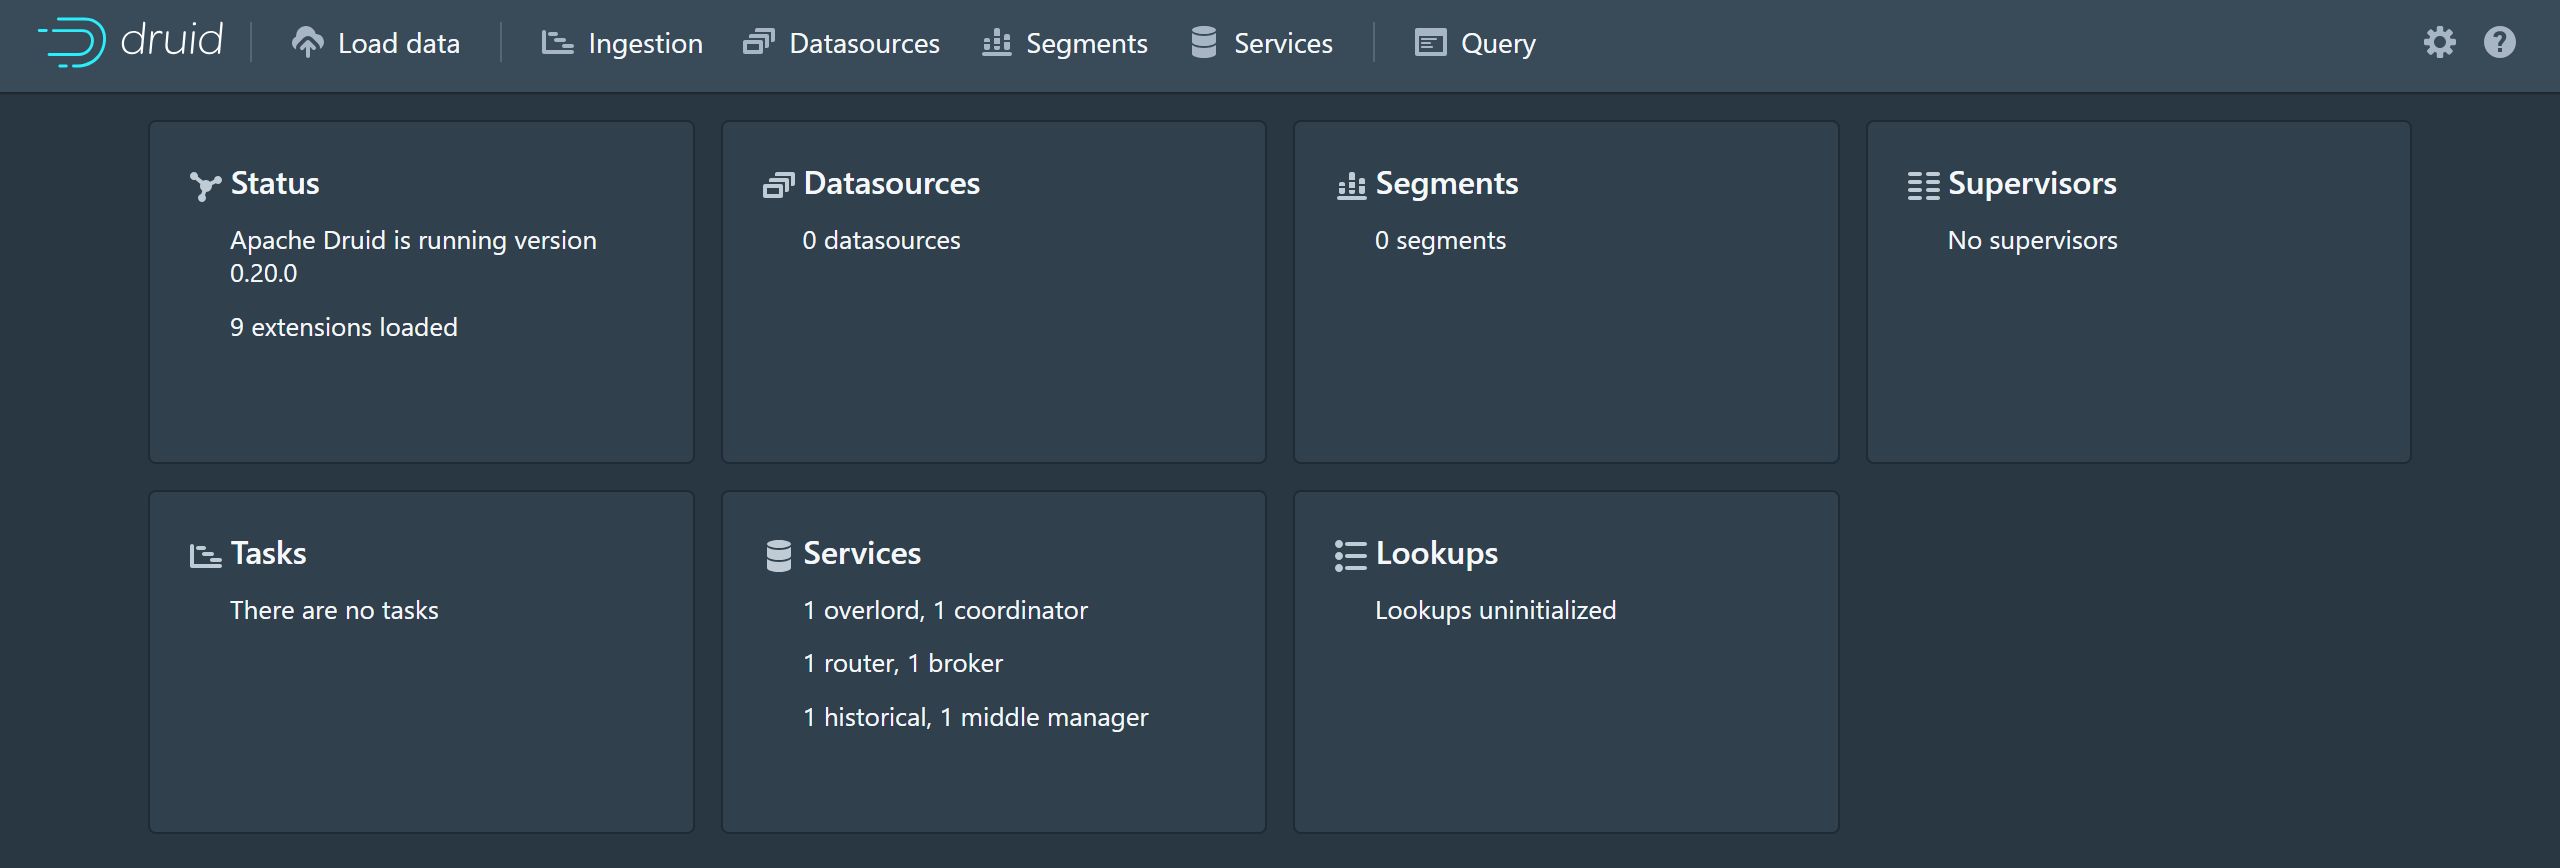 druid Load data Ingestion Datasources Segments Services Query
Status
Apache Druid is running version
0.20.0
9 extensions loaded
Datasources
0 datasources
Segments
0 segments
Supervisors
No supervisors
Tasks
There are no tasks
Services
1 overlord, 1 coordinator
1 router, 1 broker
1 historical, 1 middle manager
Lookups
Lookups uninitialized